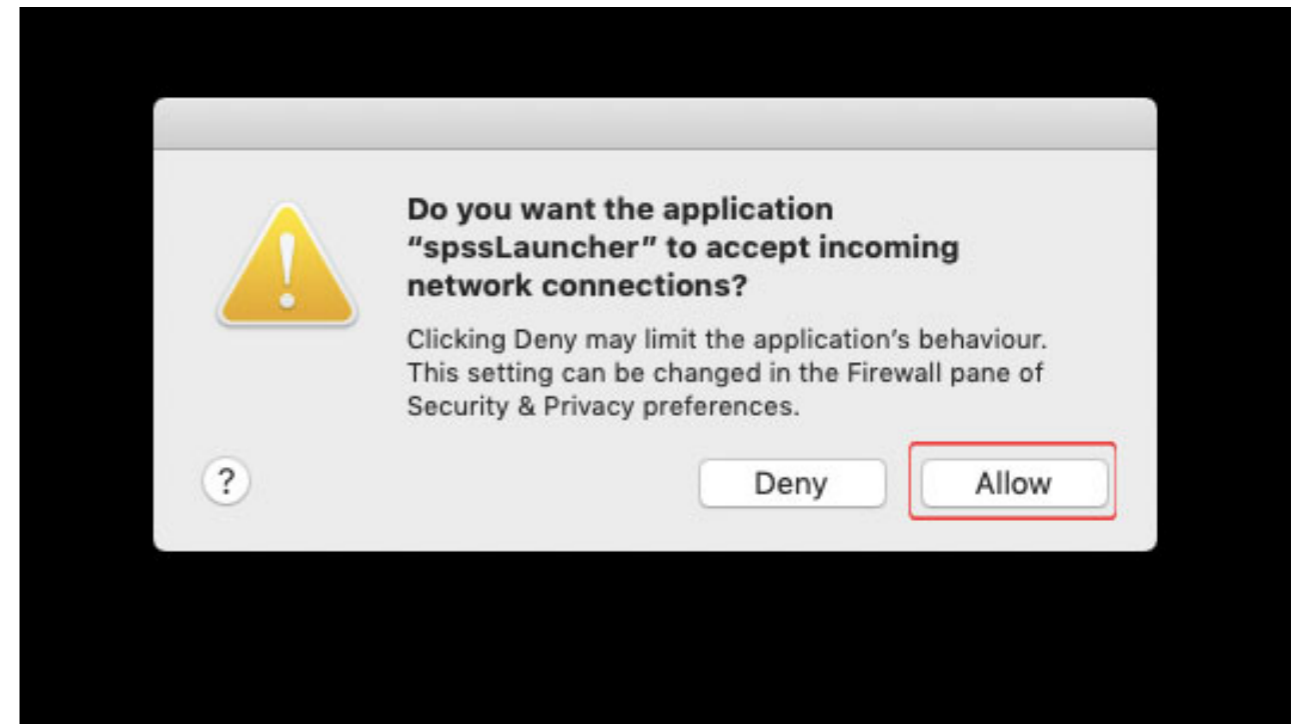 Do you want the application
“spssLauncher” to accept incoming
network connections?
Clicking Deny may limit the application’s behaviour.
This setting can be changed in the Firewall pane of
Security & Privacy preferences.
?
Deny
Allow